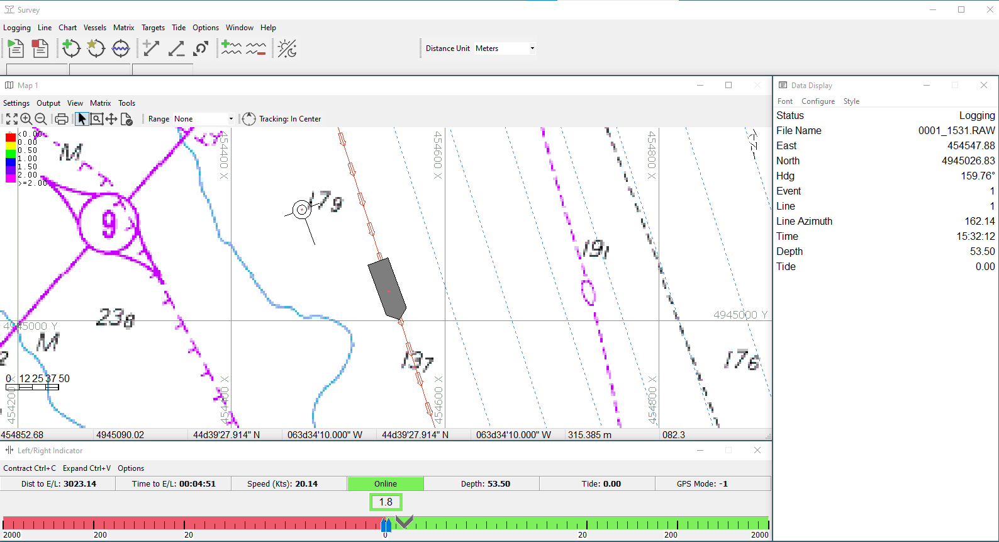 Survey
Logging Line Chart Vessels Matrix Targets Tide Options Window Help
Distance Unit Meters
Map 1
Settings Output View Matrix Tools
Range None Tracking: In Center
<0.00
0.00
0.50
1.00
1.50
2.00
>=2.00
M
454400 X
454600 X
454800 X
N
179
9
191
238
4945000 Y
4945000 Y
M
137
176
2
0 12 25 37 50
454200 X
454400 X
454600 X
454800 X
454852.68 4945090.02 44d39'27.914" N 063d34'10.000" W 44d39'27.914" N 063d34'10.000" W 315.385 m 082.3
Left/Right Indicator
Contract Ctrl+C Expand Ctrl+V Options
Dist to E/L: 3023.14 Time to E/L: 00:04:51 Speed (Kts): 20.14 Online Depth: 53.50 Tide: 0.00 GPS Mode: -1
1.8
2000 200 20 0 20 200 2000
Data Display
Font Configure Style
Status Logging
File Name 0001_1531.RAW
East 454547.88
North 4945026.83
Hdg 159.76°
Event 1
Line 1
Line Azimuth 162.14
Time 15:32:12
Depth 53.50
Tide 0.00